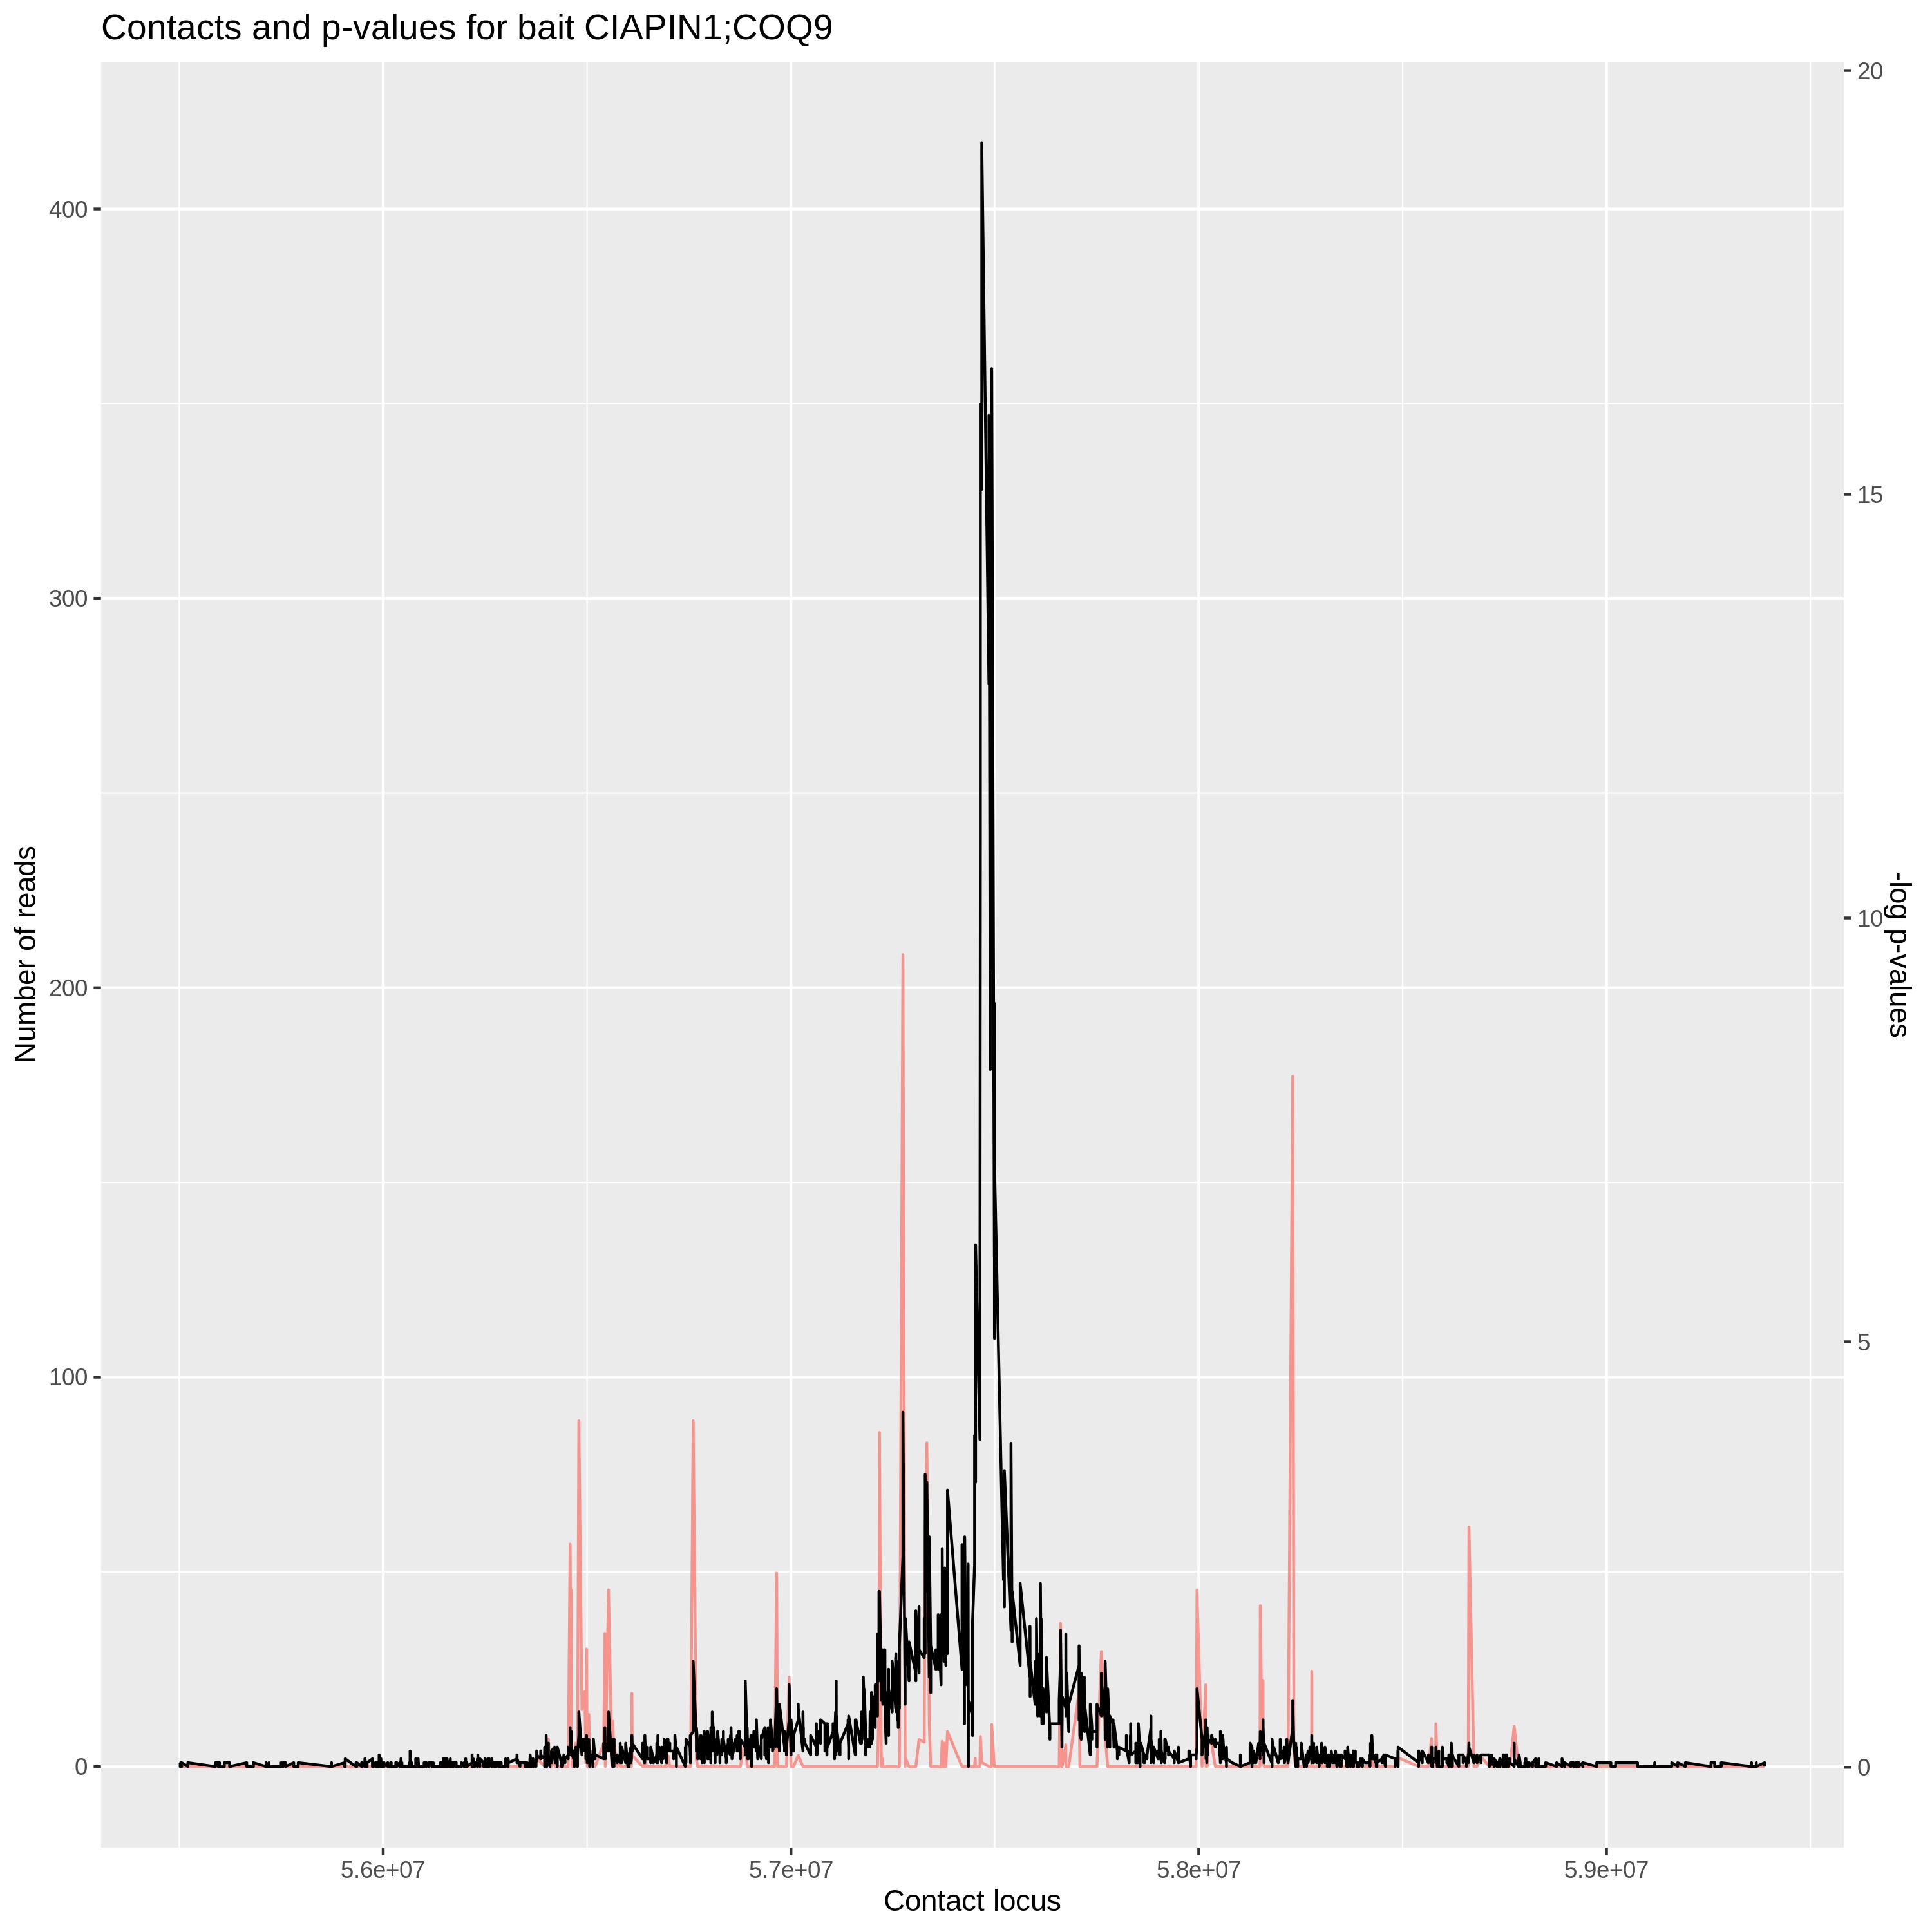 Contacts and p-values for bait CIAPIN1;COQ9
Number of reads
400
300
200
100
0
20
15
10
5
0
-log p-values
5.6e+07
5.7e+07
5.8e+07
5.9e+07
Contact locus